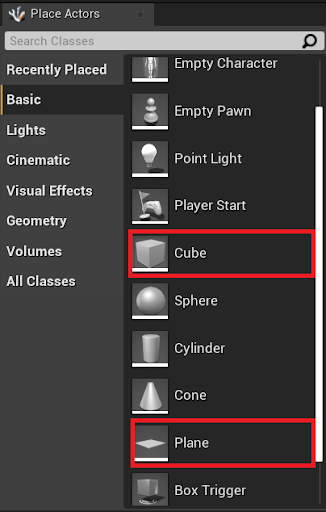 Place Actors
Search Classes
Recently Placed
Basic
Lights
Cinematic
Visual Effects
Geometry
Volumes
All Classes
Empty Character
Empty Pawn
Point Light
Player Start
Cube
Sphere
Cylinder
Cone
Plane
Box Trigger